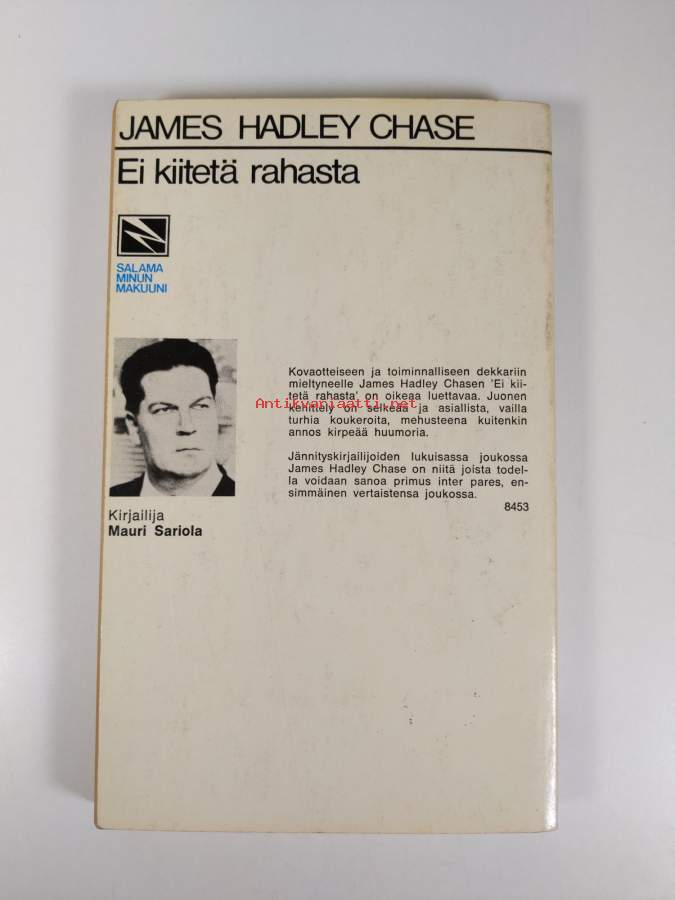 JAMES HADLEY CHASE
Ei kiitetä rahasta
SALAMA
MINUN
MAKUUNI
Kovaotteiseen ja toiminnalliseen dekkariin
mieltyneelle James Hadley Chasen 'Ei kii-
tetä rahasta' on oikeaa luettavaa. Juonen
Antikvariaatti.net
kehittely on selkeää ja asiallista, vailla
turhia koukeroita, mehusteena kuitenkin
annos kirpeää huumoria.
Jännityskirjailijoiden lukuisassa joukossa
James Hadley Chase on niitä joista todel-
la voidaan sanoa primus inter pares, en-
simmäinen vertaistensa joukossa.
8453
Kirjailija
Mauri Sariola